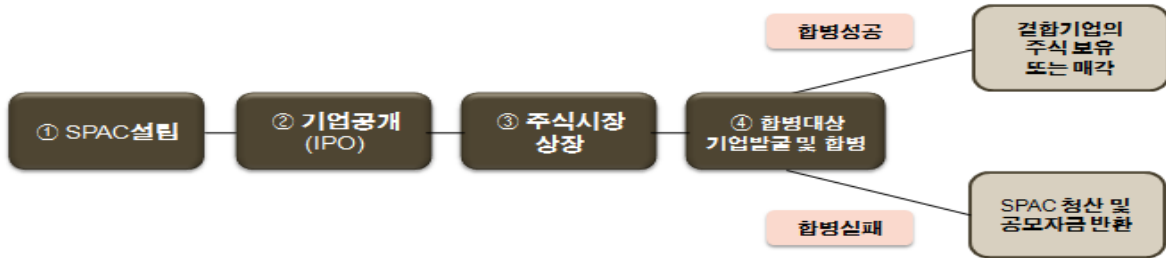 ① SPAC설립
② 기업공개
(IPO)
③ 주식시장
상장
④ 합병대상
기업발굴 및 합병
합병성공
결합기업의
주식 보유
또는 매각
합병실패
SPAC 청산 및
공모자금 반환